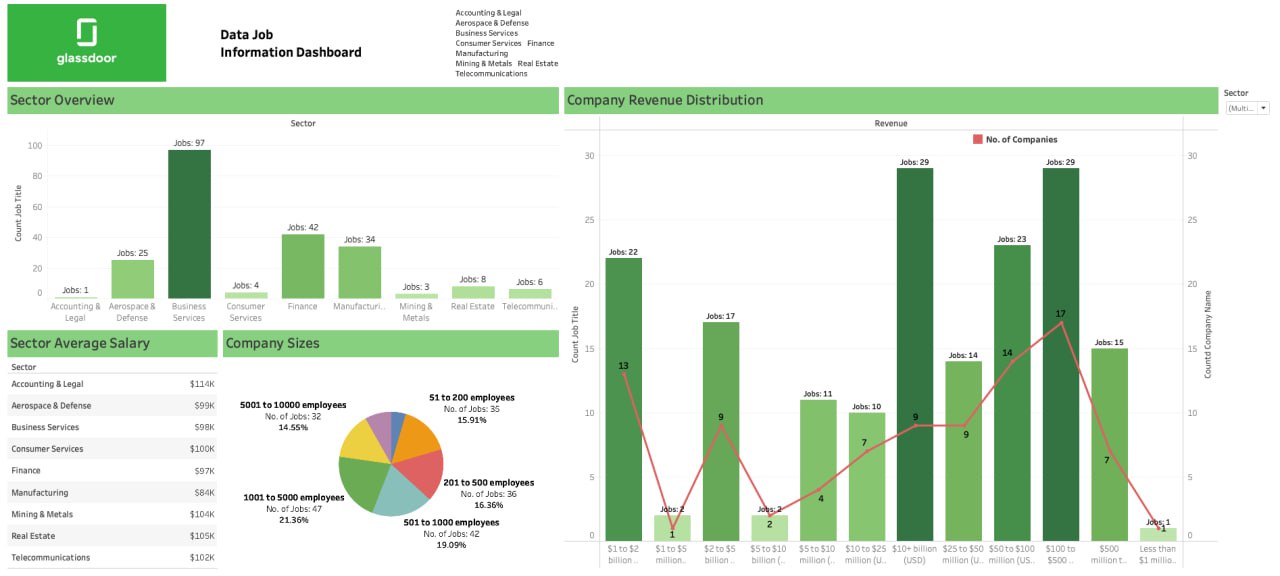 glassdoor
Data Job
Information Dashboard
Accounting & Legal
Aerospace & Defense
Business Services
Consumer Services Finance
Manufacturing
Mining & Metals Real Estate
Telecommunications
Sector Overview
Sector
Count Job Title
100
80
60
40
20
0
Jobs: 1
Jobs: 25
Jobs: 97
Jobs: 4
Jobs: 42
Jobs: 34
Jobs: 3
Jobs: 8
Jobs: 6
Accounting &
Legal
Aerospace &
Defense
Business
Services
Consumer
Services
Finance
Manufacturi..
Mining &
Metals
Real Estate
Telecommuni..
Sector Average Salary
Sector
Accounting & Legal $114K
Aerospace & Defense $99K
Business Services $98K
Consumer Services $100K
Finance $97K
Manufacturing $84K
Mining & Metals $104K
Real Estate $105K
Telecommunications $102K
Company Sizes
5001 to 10000 employees
No. of Jobs: 32
14.55%
51 to 200 employees
No. of Jobs: 35
15.91%
201 to 500 employees
No. of Jobs: 36
16.36%
1001 to 5000 employees
No. of Jobs: 47
21.36%
501 to 1000 employees
No. of Jobs: 42
19.09%
Company Revenue Distribution
Revenue
No. of Companies
Count Job Title
30
25
20
15
10
5
0
Jobs: 22
13
Jobs: 2
1
Jobs: 17
9
Jobs: 2
2
Jobs: 11
4
Jobs: 10
7
Jobs: 29
9
Jobs: 14
9
Jobs: 23
14
Jobs: 29
17
Jobs: 15
7
Jobs: 1
1
$1 to $2
billion ..
$1 to $5
million..
$2 to $5
billion ..
$5 to $10
billion (..
$5 to $10
million (..
$10 to $25
million (U..
$10+ billion
(USD)
$25 to $50
million (U..
$50 to $100
million (US..
$100 to
$500 ..
$500
million t..
Less than
$1 millio..
30
25
20
15
10
5
0
Countd Company Name
Sector
(Multi...